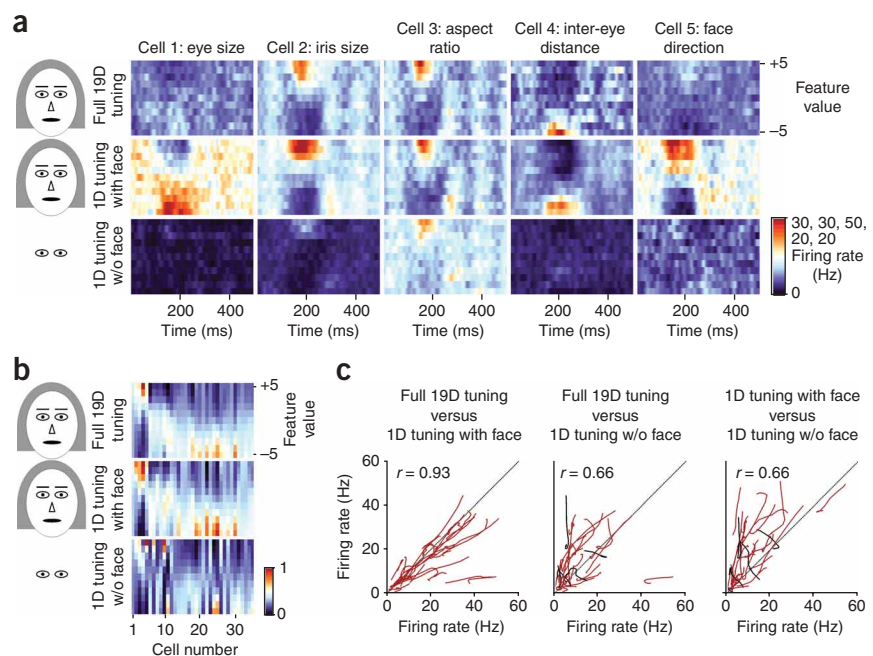 a
Cell 1: eye size
Cell 2: iris size
Cell 3: aspect
ratio
Cell 4: inter-eye
distance
Cell 5: face
direction
Full 19D
tuning
1D tuning
with face
1D tuning
w/o face
+5
Feature
value
–5
30, 30, 50,
20, 20
Firing rate
(Hz)
0
200 400
200 400
200 400
200 400
200 400
Time (ms)
Time (ms)
Time (ms)
Time (ms)
Time (ms)
b
Full 19D
tuning
1D tuning
with face
1D tuning
w/o face
+5
Feature
value
–5
1
0
1 10 20 30
Cell number
c
Full 19D tuning
versus
1D tuning with face
Full 19D tuning
versus
1D tuning w/o face
1D tuning with face
versus
1D tuning w/o face
r = 0.93
r = 0.66
r = 0.66
Firing rate (Hz)
60
40
20
0
0 20 40 60
0 20 40 60
0 20 40 60
Firing rate (Hz)
Firing rate (Hz)
Firing rate (Hz)